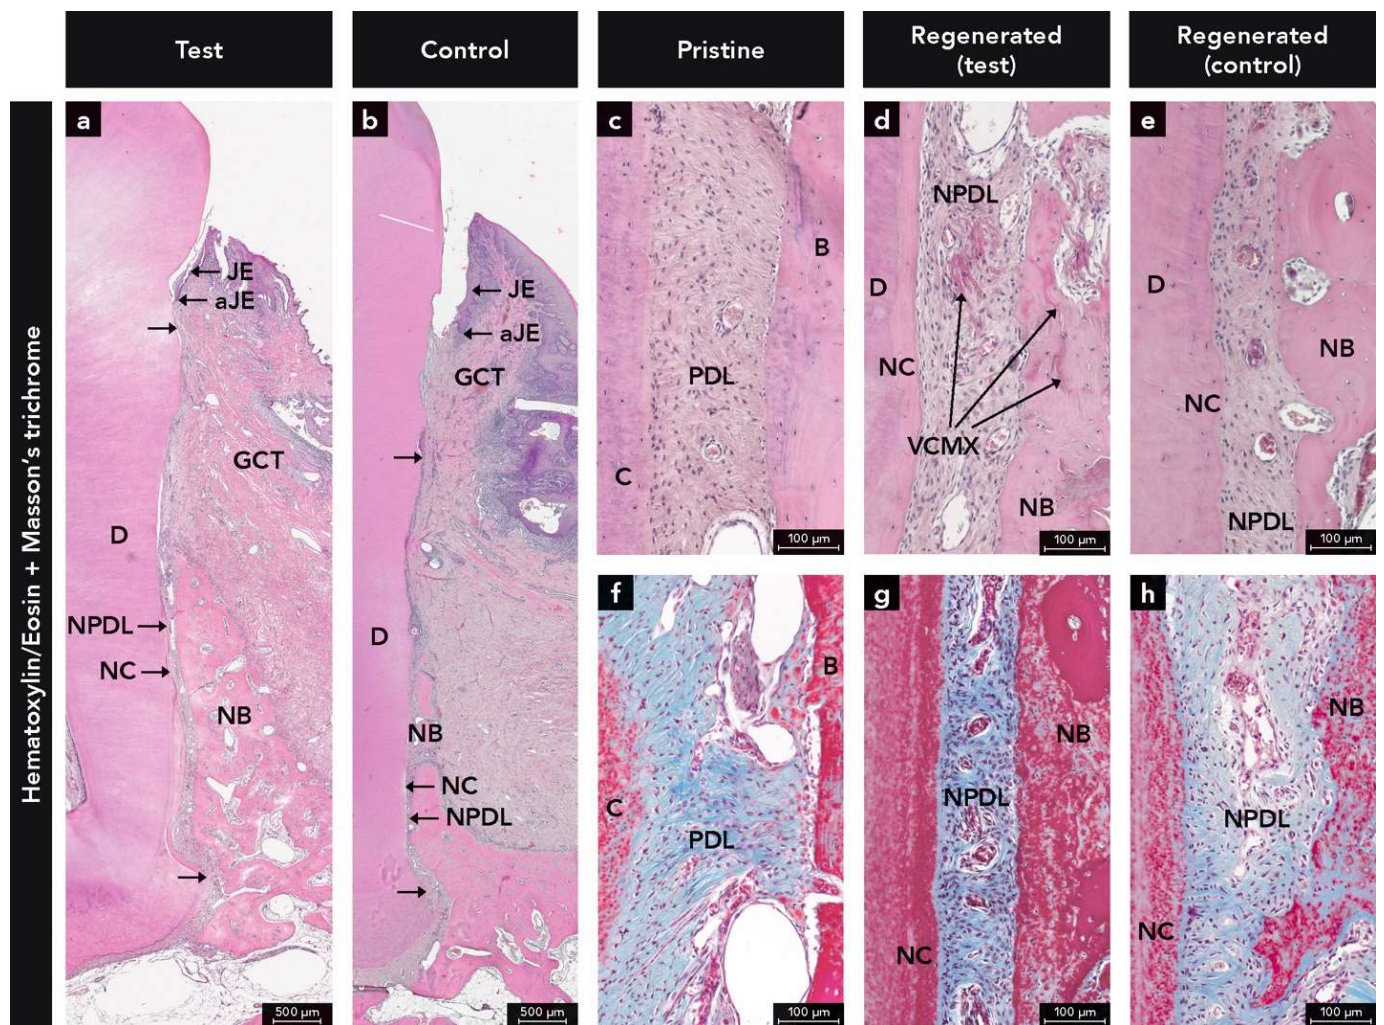 Test
Control
Pristine
Regenerated
(test)
Regenerated
(control)
Hematoxylin/Eosin + Masson's trichrome
a
JE
aJE
GCT
D
NPDL
NC
NB
500 µm
b
JE
aJE
GCT
D
NB
NC
NPDL
500 µm
c
B
PDL
C
100 µm
d
NPDL
D
NC
VCMX
NB
100 µm
e
D
NB
NC
NPDL
100 µm
f
B
C
PDL
g
NB
NPDL
NC
100 µm
h
NB
NPDL
NC
100 µm
100 µm